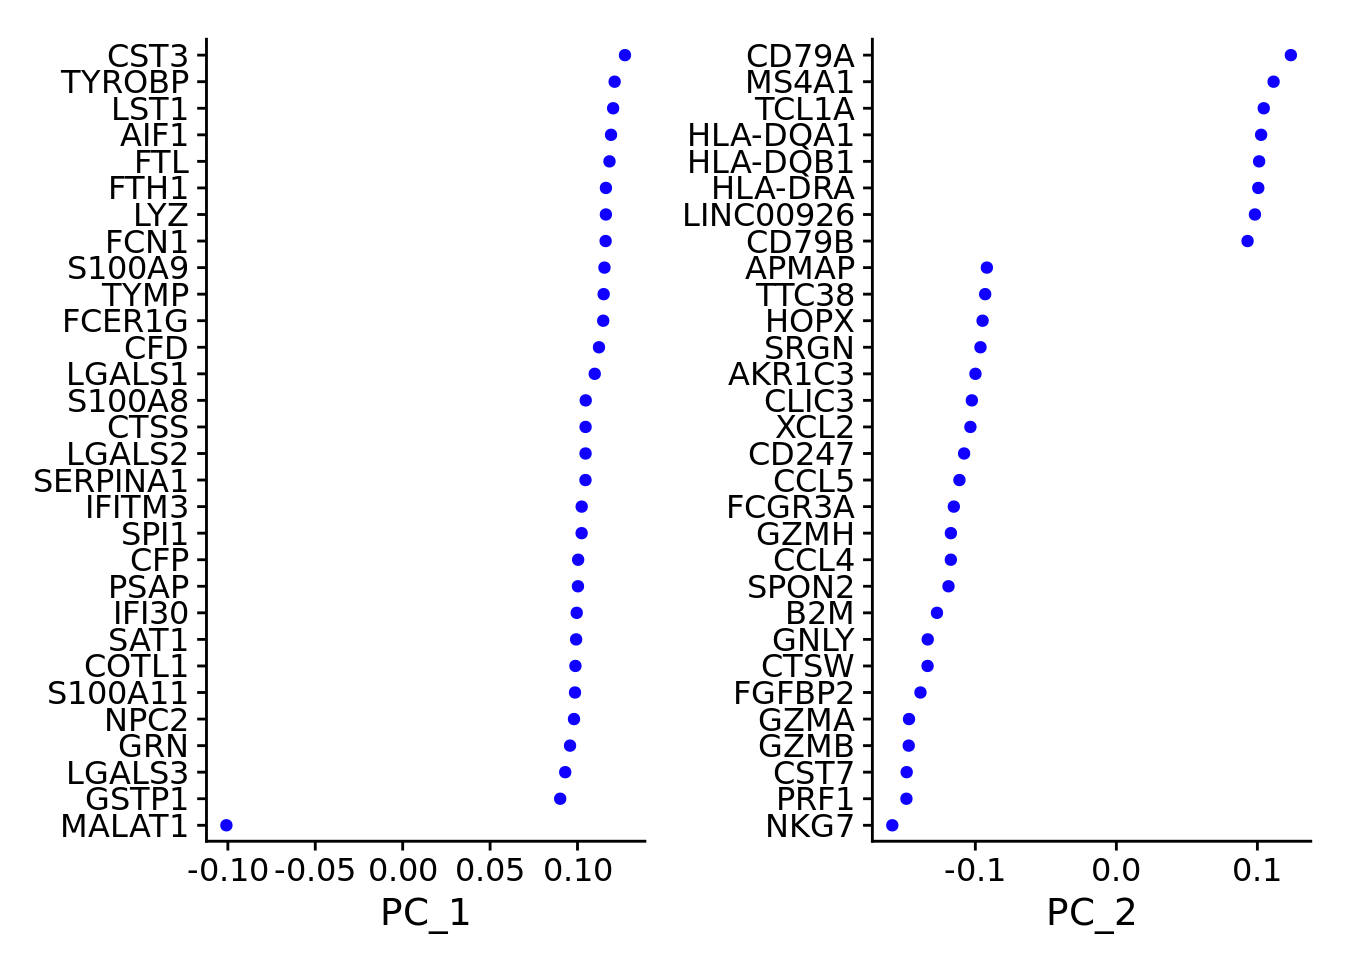 CST3
TYROBP
LST1
AIF1
FTL
FTH1
LYZ
FCN1
S100A9
TYMP
FCER1G
CFD
LGALS1
S100A8
CTSS
LGALS2
SERPINA1
IFITM3
SPI1
CFP
PSAP
IFI30
SAT1
COTL1
S100A11
NPC2
GRN
LGALS3
GSTP1
MALAT1
-0.10 -0.05 0.00 0.05 0.10
PC_1
CD79A
MS4A1
TCL1A
HLA-DQA1
HLA-DQB1
HLA-DRA
LINC00926
CD79B
APMAP
TTC38
HOPX
SRGN
AKR1C3
CLIC3
XCL2
CD247
CCL5
FCGR3A
GZMH
CCL4
SPON2
B2M
GNLY
CTSW
FGFBP2
GZMA
GZMB
CST7
PRF1
NKG7
-0.1 0.0 0.1
PC_2